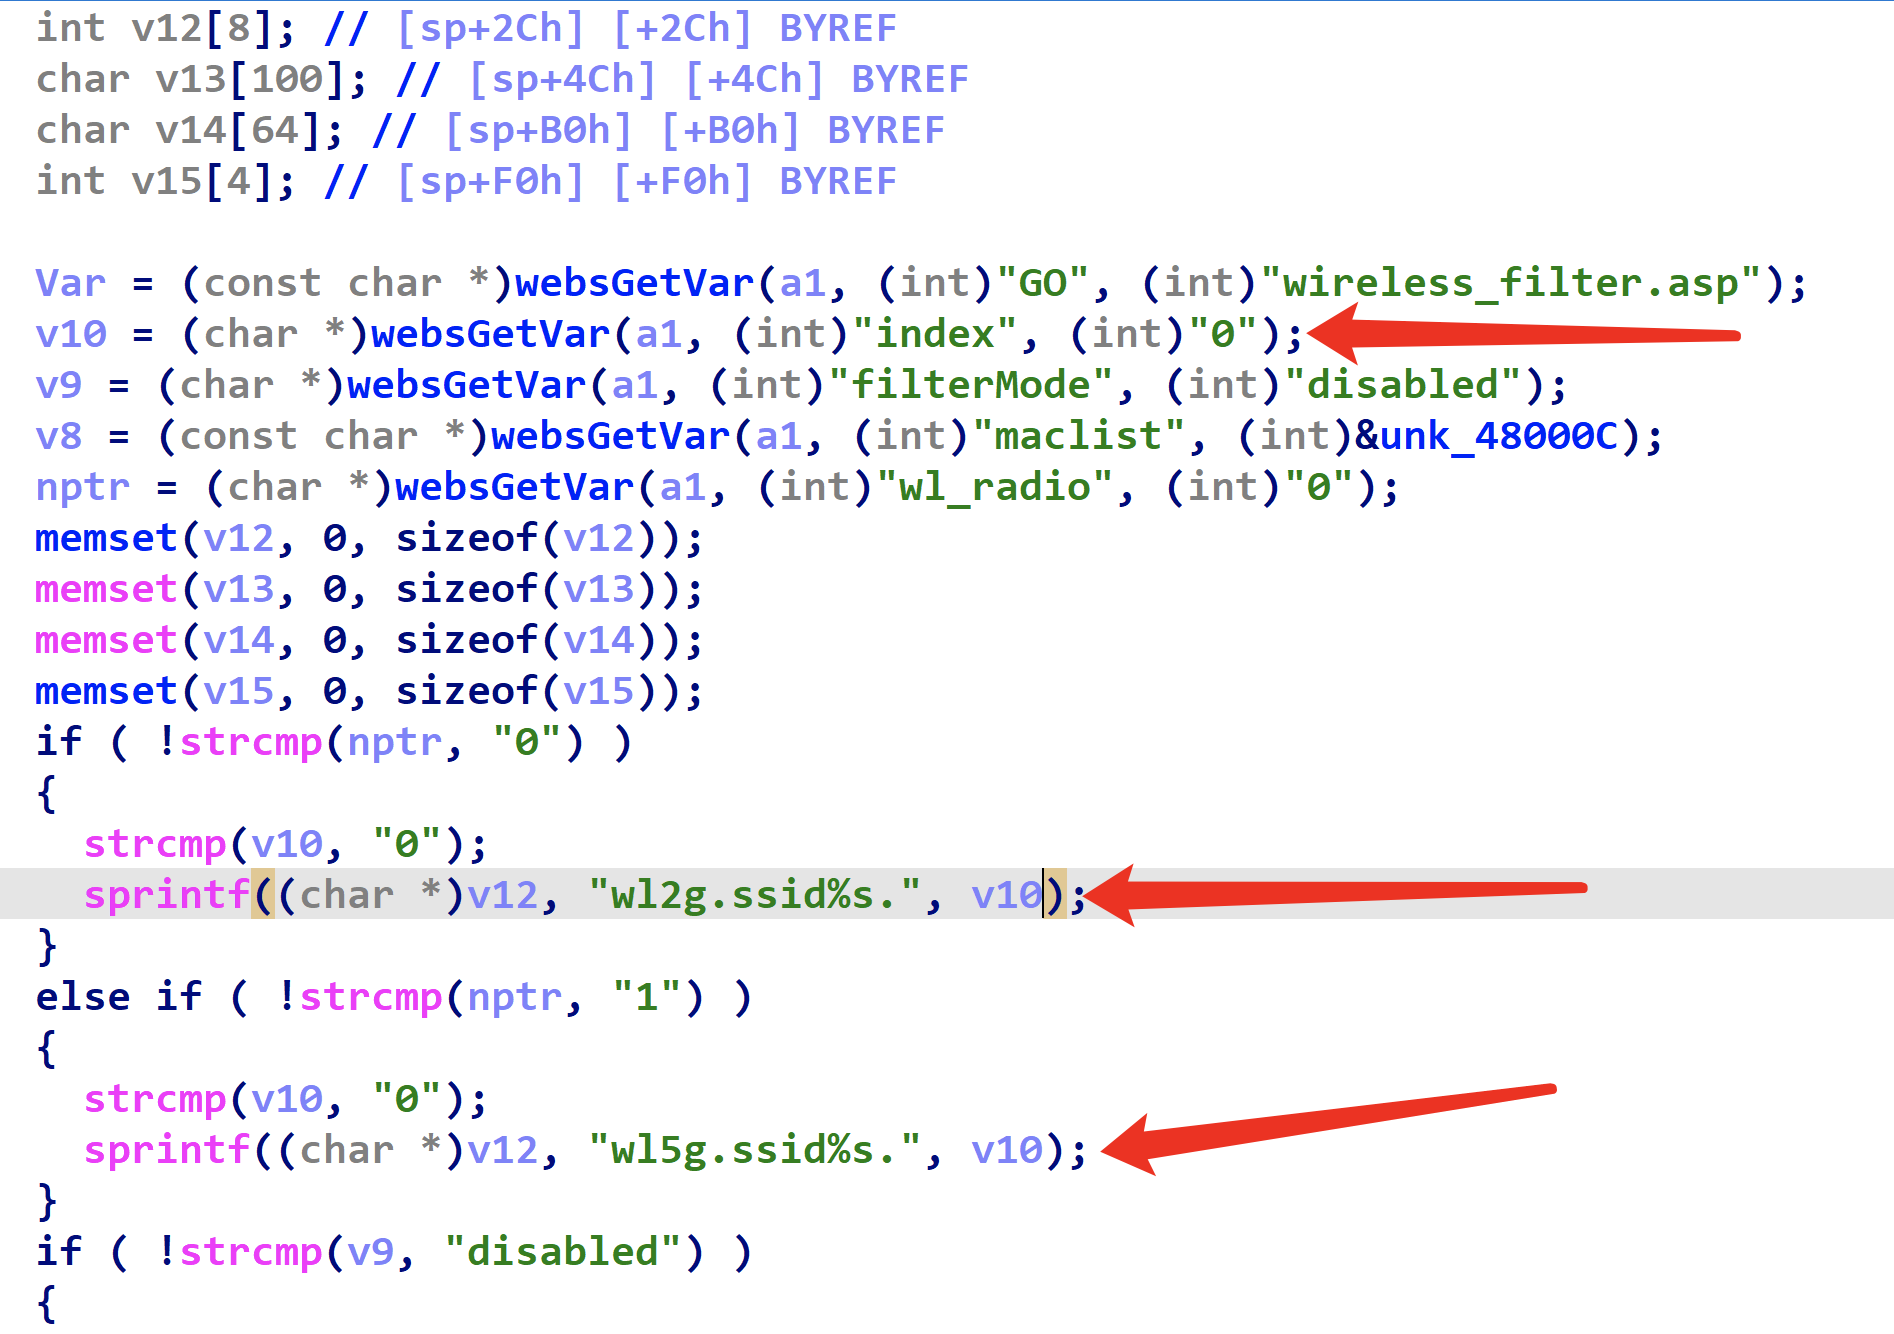 int v12[8]; // [sp+2Ch] [+2Ch] BYREF
char v13[100]; // [sp+4Ch] [+4Ch] BYREF
char v14[64]; // [sp+B0h] [+B0h] BYREF
int v15[4]; // [sp+F0h] [+F0h] BYREF
Var = (const char *)websGetVar(a1, (int)"GO", (int)"wireless_filter.asp");
v10 = (char *)websGetVar(a1, (int)"index", (int)"0");
v9 = (char *)websGetVar(a1, (int)"filterMode", (int)"disabled");
v8 = (const char *)websGetVar(a1, (int)"maclist", (int)&unk_48000C);
nptr = (char *)websGetVar(a1, (int)"wl_radio", (int)"0");
memset(v12, 0, sizeof(v12));
memset(v13, 0, sizeof(v13));
memset(v14, 0, sizeof(v14));
memset(v15, 0, sizeof(v15));
if ( !strcmp(nptr, "0") )
{
strcmp(v10, "0");
sprintf((char *)v12, "wl2g.ssid%s.", v10);
}
else if ( !strcmp(nptr, "1") )
{
strcmp(v10, "0");
sprintf((char *)v12, "wl5g.ssid%s.", v10);
}
if ( !strcmp(v9, "disabled") )
{